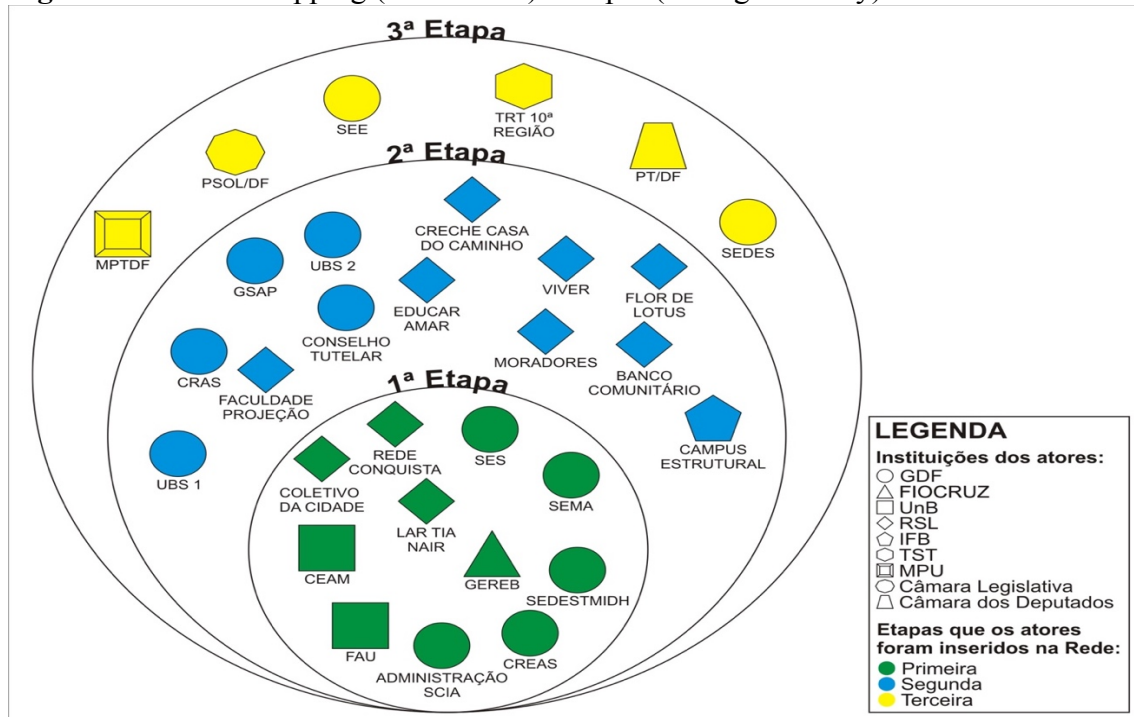 3ª Etapa
SEE
TRT 10ª
REGIÃO
PSOL/DF
PT/DF
MPTDF
SEDES
2ª Etapa
CRECHE CASA
DO CAMINHO
UBS 2
GSAP
VIVER
FLOR DE
LOTUS
EDUCAR
AMAR
CONSELHO
TUTELAR
MORADORES
BANCO
COMUNITÁRIO
CRAS
FACULDADE
PROJEÇÃO
CAMPUS
ESTRUTURAL
UBS 1
1ª Etapa
REDE
CONQUISTA
SES
COLETIVO
DA CIDADE
SEMA
LAR TIA
NAIR
CEAM
GEREB
SEDESTMIDH
FAU
ADMINISTRAÇÃO
SCIA
CREAS
LEGENDA
Instituições dos atores:
GDF
FIOCRUZ
UnB
RSL
IFB
TST
MPU
Câmara Legislativa
Câmara dos Deputados
Etapas que os atores
foram inseridos na Rede:
Primeira
Segunda
Terceira